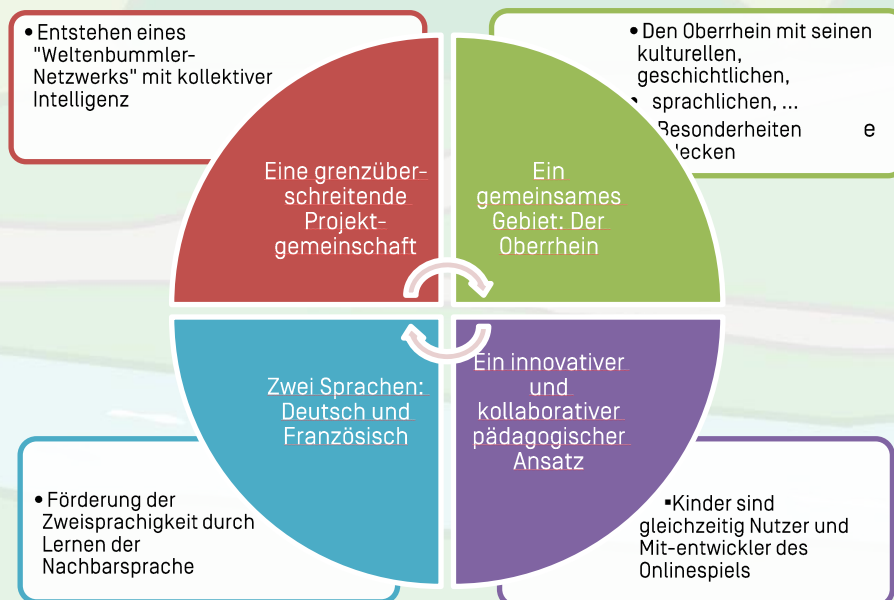 • Entstehen eines
"Weltenbummler-
Netzwerks" mit kollektiver
Intelligenz
• Den Oberrhein mit seinen
kulturellen,
geschichtlichen,
• sprachlichen, ...
Besonderheiten e
decken
Eine grenzüber-
schreitende
Projekt-
gemeinschaft
Ein
gemeinsames
Gebiet: Der
Oberrhein
Zwei Sprachen:
Deutsch und
Französisch
Ein innovativer
und
kollaborativer
pädagogischer
Ansatz
• Förderung der
Zweisprachigkeit durch
Lernen der
Nachbarsprache
▪Kinder sind
gleichzeitig Nutzer und
Mit-entwickler des
Onlinespiels